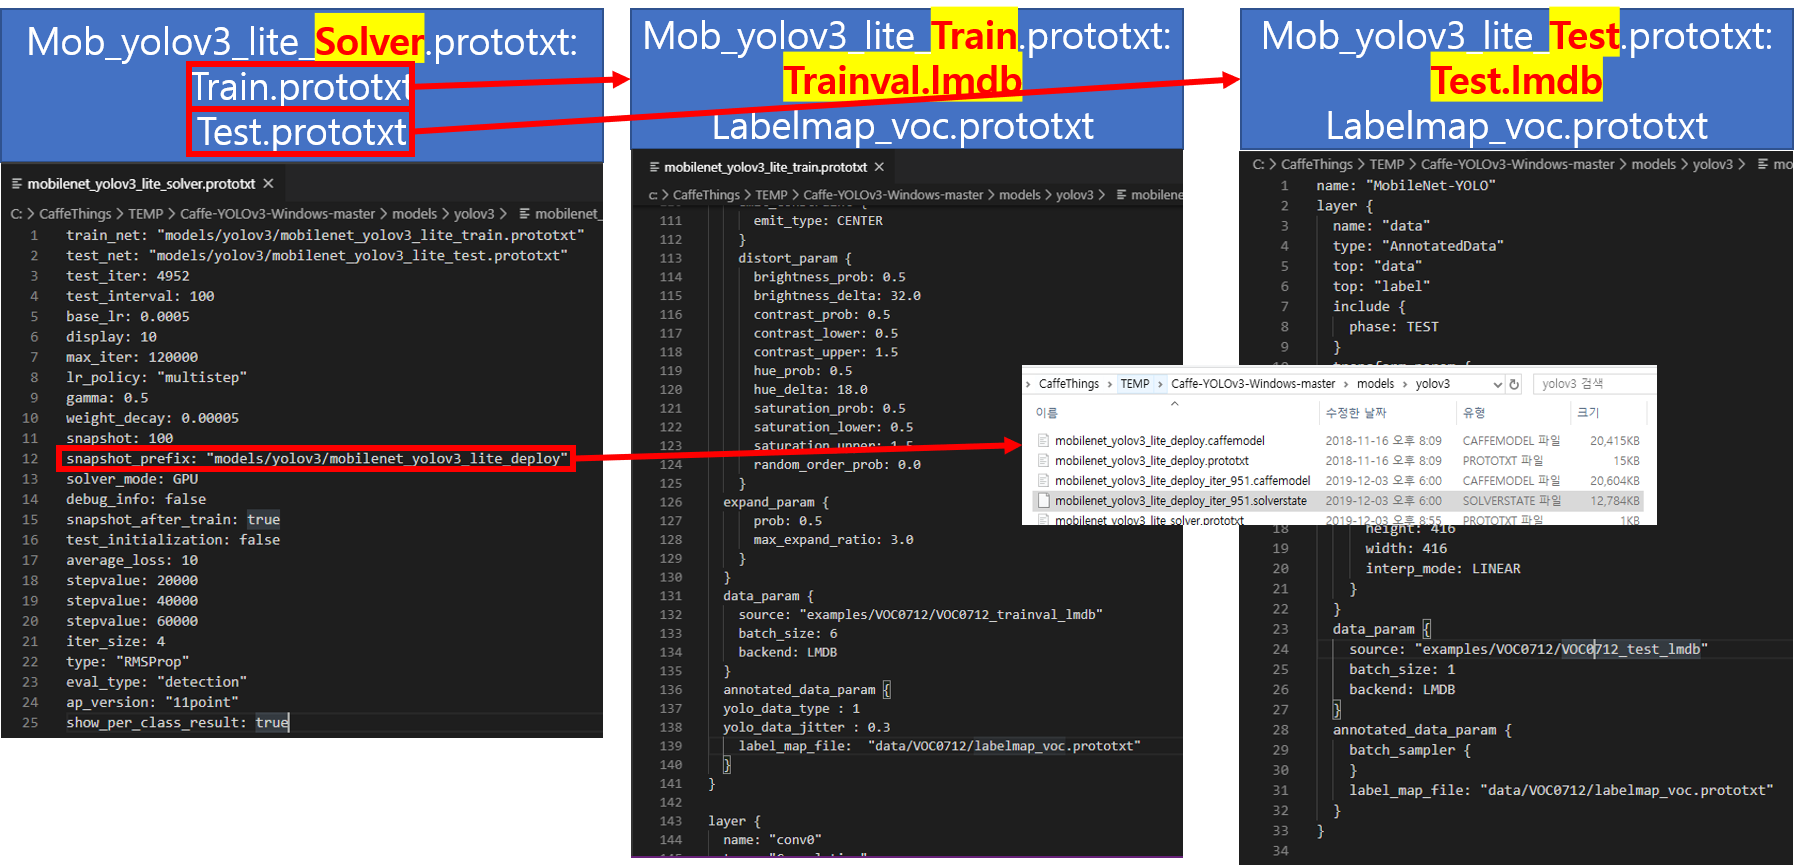 Mob_yolov3_lite_Solver.prototxt:
Train.prototxt
Test.prototxt
mobilenet_yolov3_lite_solver.prototxt ×
C: > CaffeThings > TEMP > Caffe-YOLOv3-Windows-master > models > yolov3 > mobilenet_
1 train_net: "models/yolov3/mobilenet_yolov3_lite_train.prototxt"
2 test_net: "models/yolov3/mobilenet_yolov3_lite_test.prototxt"
3 test_iter: 4952
4 test_interval: 100
5 base_lr: 0.0005
6 display: 10
7 max_iter: 120000
8 lr_policy: "multistep"
9 gamma: 0.5
10 weight_decay: 0.00005
11 snapshot: 100
12 snapshot_prefix: "models/yolov3/mobilenet_yolov3_lite_deploy"
13 solver_mode: GPU
14 debug_info: false
15 snapshot_after_train: true
16 test_initialization: false
17 average_loss: 10
18 stepvalue: 20000
19 stepvalue: 40000
20 stepvalue: 60000
21 iter_size: 4
22 type: "RMSProp"
23 eval_type: "detection"
24 ap_version: "11point"
25 show_per_class_result: true
Mob_yolov3_lite_Train.prototxt:
Trainval.lmdb
Labelmap_voc.prototxt
mobilenet_yolov3_lite_train.prototxt ×
C: > CaffeThings > TEMP > Caffe-YOLOv3-Windows-master > models > yolov3 > mobilen
111 emit_type: CENTER
112 }
113 distort_param {
114 brightness_prob: 0.5
115 brightness_delta: 32.0
116 contrast_prob: 0.5
117 contrast_lower: 0.5
118 contrast_upper: 1.5
119 hue_prob: 0.5
120 hue_delta: 18.0
121 saturation_prob: 0.5
122 saturation_lower: 0.5
123 saturation_upper: 1.5
124 random_order_prob: 0.0
125 }
126 expand_param {
127 prob: 0.5
128 max_expand_ratio: 3.0
129 }
130 }
131 data_param {
132 source: "examples/VOC0712/VOC0712_trainval_lmdb"
133 batch_size: 6
134 backend: LMDB
135 }
136 annotated_data_param {
137 yolo_data_type : 1
138 yolo_data_jitter : 0.3
139 label_map_file: "data/VOC0712/labelmap_voc.prototxt"
140 }
141 }
142
143 layer {
144 name: "conv0"
Mob_yolov3_lite_Test.prototxt:
Test.lmdb
Labelmap_voc.prototxt
C: > CaffeThings > TEMP > Caffe-YOLOv3-Windows-master > models > yolov3 > mo
1 name: "MobileNet-YOLO"
2 layer {
3 name: "data"
4 type: "AnnotatedData"
5 top: "data"
6 top: "label"
7 include {
8 phase: TEST
9 }
CaffeThings > TEMP > Caffe-YOLOv3-Windows-master > models > yolov3
yolov3 검색
이름 수정한 날짜 유형 크기
mobilenet_yolov3_lite_deploy.caffemodel 2018-11-16 오후 8:09 CAFFEMODEL 파일 20,415KB
mobilenet_yolov3_lite_deploy.prototxt 2018-11-16 오후 8:09 PROTOTXT 파일 15KB
mobilenet_yolov3_lite_deploy_iter_951.caffemodel 2019-12-03 오후 6:00 CAFFEMODEL 파일 20,604KB
mobilenet_yolov3_lite_deploy_iter_951.solverstate 2019-12-03 오후 6:00 SOLVERSTATE 파일 12,784KB
mobilenet_yolov3_lite_solver.prototxt 2019-12-03 오후 8:55 PROTOTXT 파일 1KB
18 height: 416
19 width: 416
20 interp_mode: LINEAR
21 }
22 }
23 data_param {
24 source: "examples/VOC0712/VOC0712_test_lmdb"
25 batch_size: 1
26 backend: LMDB
27 }
28 annotated_data_param {
29 batch_sampler {
30 }
31 label_map_file: "data/VOC0712/labelmap_voc.prototxt"
32 }
33 }
34